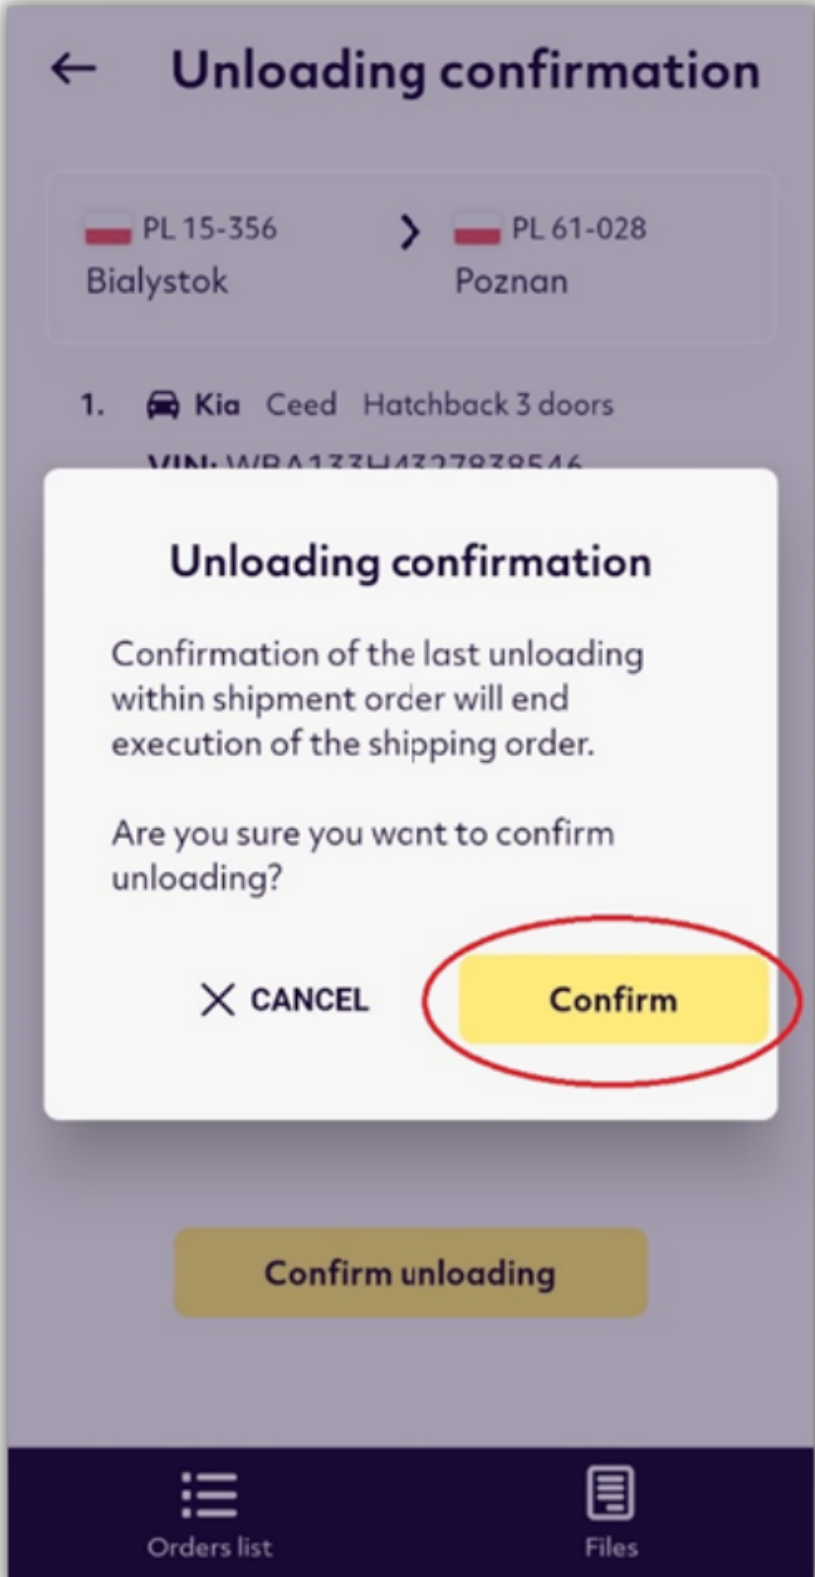 Unloading confirmation
PL 15-356
PL 61-028
Bialystok
Poznan
1. Kia Ceed Hatchback 3 doors
VIN: WBA133H4327838546
Unloading confirmation
Confirmation of the last unloading
within shipment order will end
execution of the shipping order.
Are you sure you want to confirm
unloading?
CANCEL
Confirm
Confirm unloading
Orders list
Files